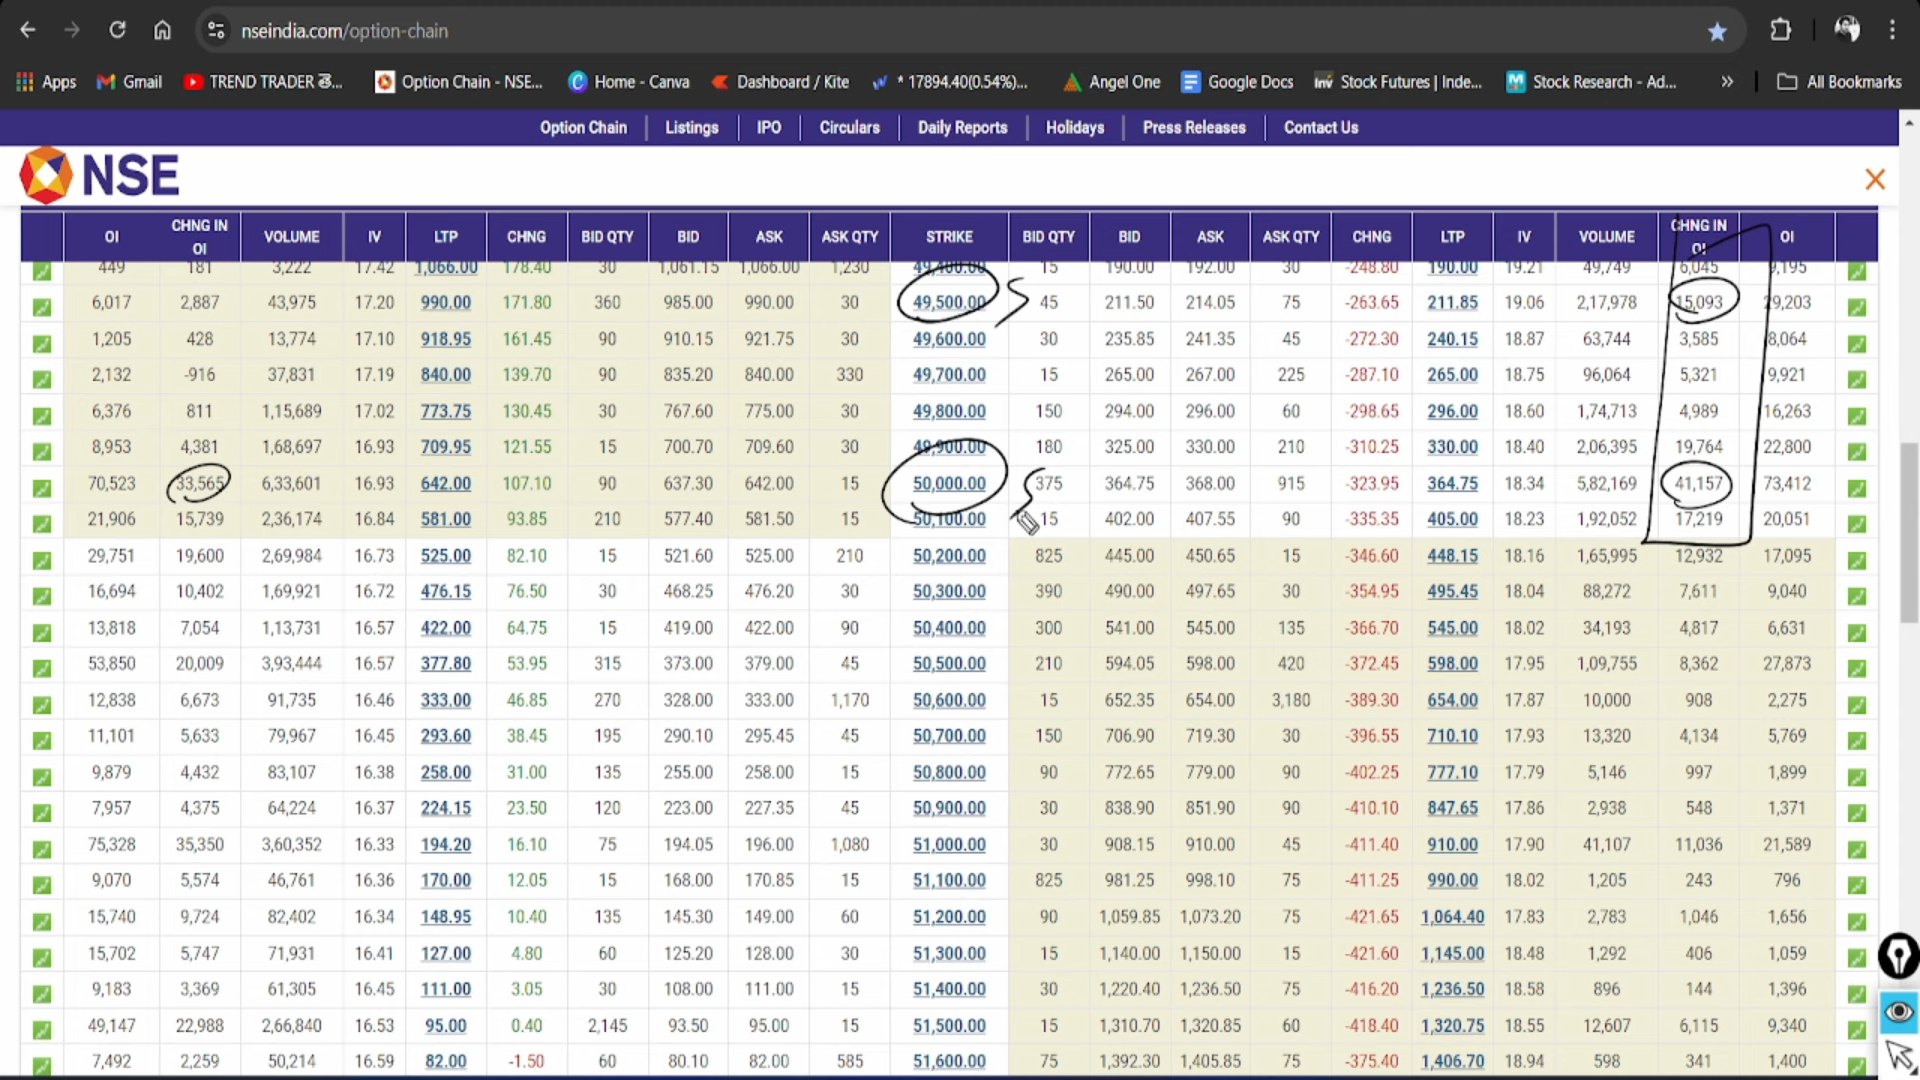 nseindia.com/option-chain
Apps Gmail TREND TRADER తె... Option Chain - NSE... Home - Canva Dashboard / Kite * 17894.40(0.54%)... Angel One Google Docs Inv Stock Futures | Inde... Stock Research - Ad... » All Bookmarks
Option Chain Listings IPO Circulars Daily Reports Holidays Press Releases Contact Us
NSE
OI CHNG IN OI VOLUME IV LTP CHNG BID QTY BID ASK ASK QTY STRIKE BID QTY BID ASK ASK QTY CHNG LTP IV VOLUME CHNG IN OI OI
449 181 3,222 17.42 1,066.00 178.40 30 1,061.15 1,066.00 1,230 49,400.00 15 190.00 192.00 30 -248.80 190.00 19.21 49,749 6,045 9,195
6,017 2,887 43,975 17.20 990.00 171.80 360 985.00 990.00 30 49,500.00 S 45 211.50 214.05 75 -263.65 211.85 19.06 2,17,978 15,093 29,203
1,205 428 13,774 17.10 918.95 161.45 90 910.15 921.75 30 49,600.00 30 235.85 241.35 45 -272.30 240.15 18.87 63,744 3,585 8,064
2,132 -916 37,831 17.19 840.00 139.70 90 835.20 840.00 330 49,700.00 15 265.00 267.00 225 -287.10 265.00 18.75 96,064 5,321 9,921
6,376 811 1,15,689 17.02 773.75 130.45 30 767.60 775.00 30 49,800.00 150 294.00 296.00 60 -298.65 296.00 18.60 1,74,713 4,989 16,263
8,953 4,381 1,68,697 16.93 709.95 121.55 15 700.70 709.60 30 49,900.00 180 325.00 330.00 210 -310.25 330.00 18.40 2,06,395 19,764 22,800
70,523 33,565 6,33,601 16.93 642.00 107.10 90 637.30 642.00 15 50,000.00 S 375 364.75 368.00 915 -323.95 364.75 18.34 5,82,169 41,157 73,412
21,906 15,739 2,36,174 16.84 581.00 93.85 210 577.40 581.50 15 50,100.00 15 402.00 407.55 90 -335.35 405.00 18.23 1,92,052 17,219 20,051
29,751 19,600 2,69,984 16.73 525.00 82.10 15 521.60 525.00 210 50,200.00 825 445.00 450.65 15 -346.60 448.15 18.16 1,65,995 12,932 17,095
16,694 10,402 1,69,921 16.72 476.15 76.50 30 468.25 476.20 30 50,300.00 390 490.00 497.65 30 -354.95 495.45 18.04 88,272 7,611 9,040
13,818 7,054 1,13,731 16.57 422.00 64.75 15 419.00 422.00 90 50,400.00 300 541.00 545.00 135 -366.70 545.00 18.02 34,193 4,817 6,631
53,850 20,009 3,93,444 16.57 377.80 53.95 315 373.00 379.00 45 50,500.00 210 594.05 598.00 420 -372.45 598.00 17.95 1,09,755 8,362 27,873
12,838 6,673 91,735 16.46 333.00 46.85 270 328.00 333.00 1,170 50,600.00 15 652.35 654.00 3,180 -389.30 654.00 17.87 10,000 908 2,275
11,101 5,633 79,967 16.45 293.60 38.45 195 290.10 295.45 45 50,700.00 150 706.90 719.30 30 -396.55 710.10 17.93 13,320 4,134 5,769
9,879 4,432 83,107 16.38 258.00 31.00 135 255.00 258.00 15 50,800.00 90 772.65 779.00 90 -402.25 777.10 17.79 5,146 997 1,899
7,957 4,375 64,224 16.37 224.15 23.50 120 223.00 227.35 45 50,900.00 30 838.90 851.90 90 -410.10 847.65 17.86 2,938 548 1,371
75,328 35,350 3,60,352 16.33 194.20 16.10 75 194.05 196.00 1,080 51,000.00 30 908.15 910.00 45 -411.40 910.00 17.90 41,107 11,036 21,589
9,070 5,574 46,761 16.36 170.00 12.05 15 168.00 170.85 15 51,100.00 825 981.25 998.10 75 -411.25 990.00 18.02 1,205 243 796
15,740 9,724 82,402 16.34 148.95 10.40 135 145.30 149.00 60 51,200.00 90 1,059.85 1,073.20 75 -421.65 1,064.40 17.83 2,783 1,046 1,656
15,702 5,747 71,931 16.41 127.00 4.80 60 125.20 128.00 30 51,300.00 15 1,140.00 1,150.00 15 -421.60 1,145.00 18.48 1,292 406 1,059
9,183 3,369 61,305 16.45 111.00 3.05 30 108.00 111.00 15 51,400.00 30 1,220.40 1,236.50 75 -416.20 1,236.50 18.58 896 144 1,396
49,147 22,988 2,66,840 16.53 95.00 0.40 2,145 93.50 95.00 15 51,500.00 15 1,310.70 1,320.85 60 -418.40 1,320.75 18.55 12,607 6,115 9,340
7,492 2,259 50,214 16.59 82.00 -1.50 60 80.10 82.00 585 51,600.00 75 1,392.30 1,405.85 75 -375.40 1,406.70 18.94 598 341 1,400